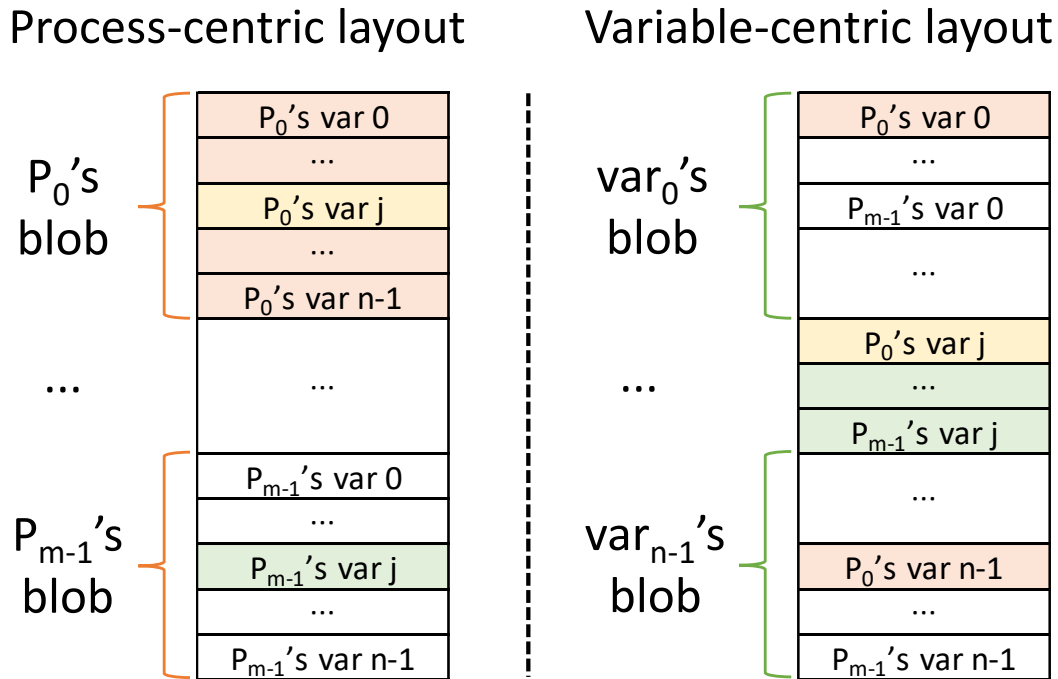 Process-centric layout
P0's blob
P0's var 0
...
P0's var j
...
P0's var n-1
...
...
Pm-1's blob
Pm-1's var 0
...
Pm-1's var j
...
Pm-1's var n-1
Variable-centric layout
var0's blob
P0's var 0
...
Pm-1's var 0
...
...
P0's var j
...
Pm-1's var j
...
varn-1's blob
P0's var n-1
...
Pm-1's var n-1